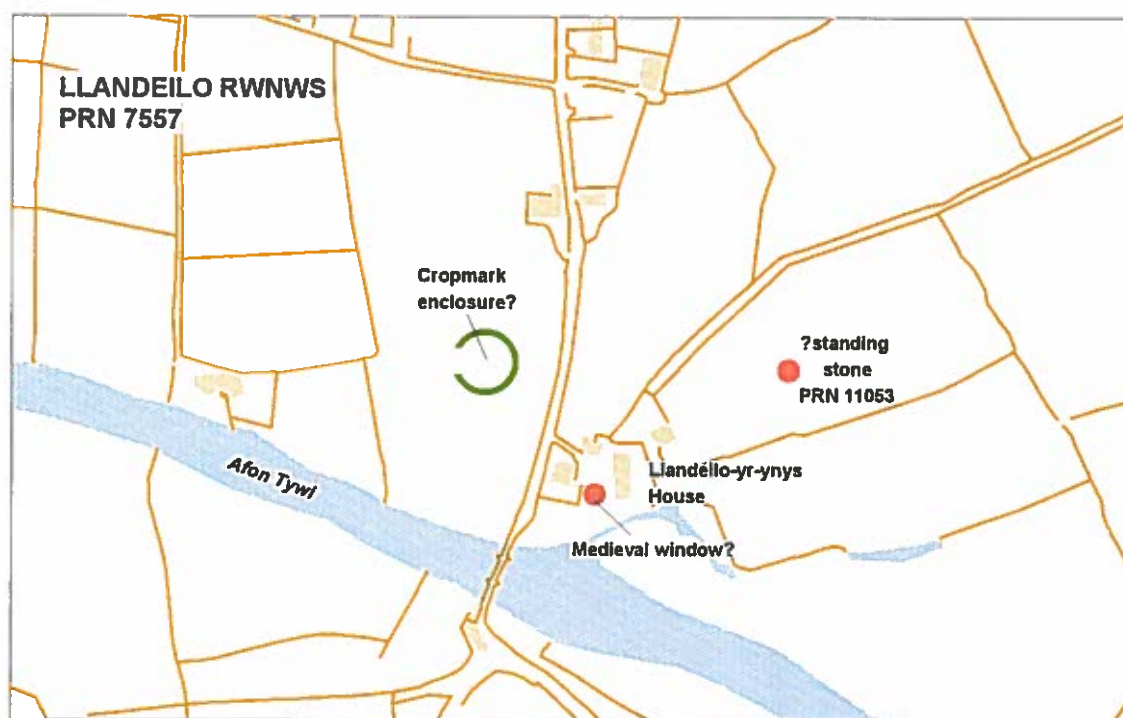 LLANDEILO RWNWS
PRN 7557
Cropmark
enclosure?
?standing
stone
PRN 11053
Afon Tywi
Llandeilo-yr-ynys
House
Medieval window?